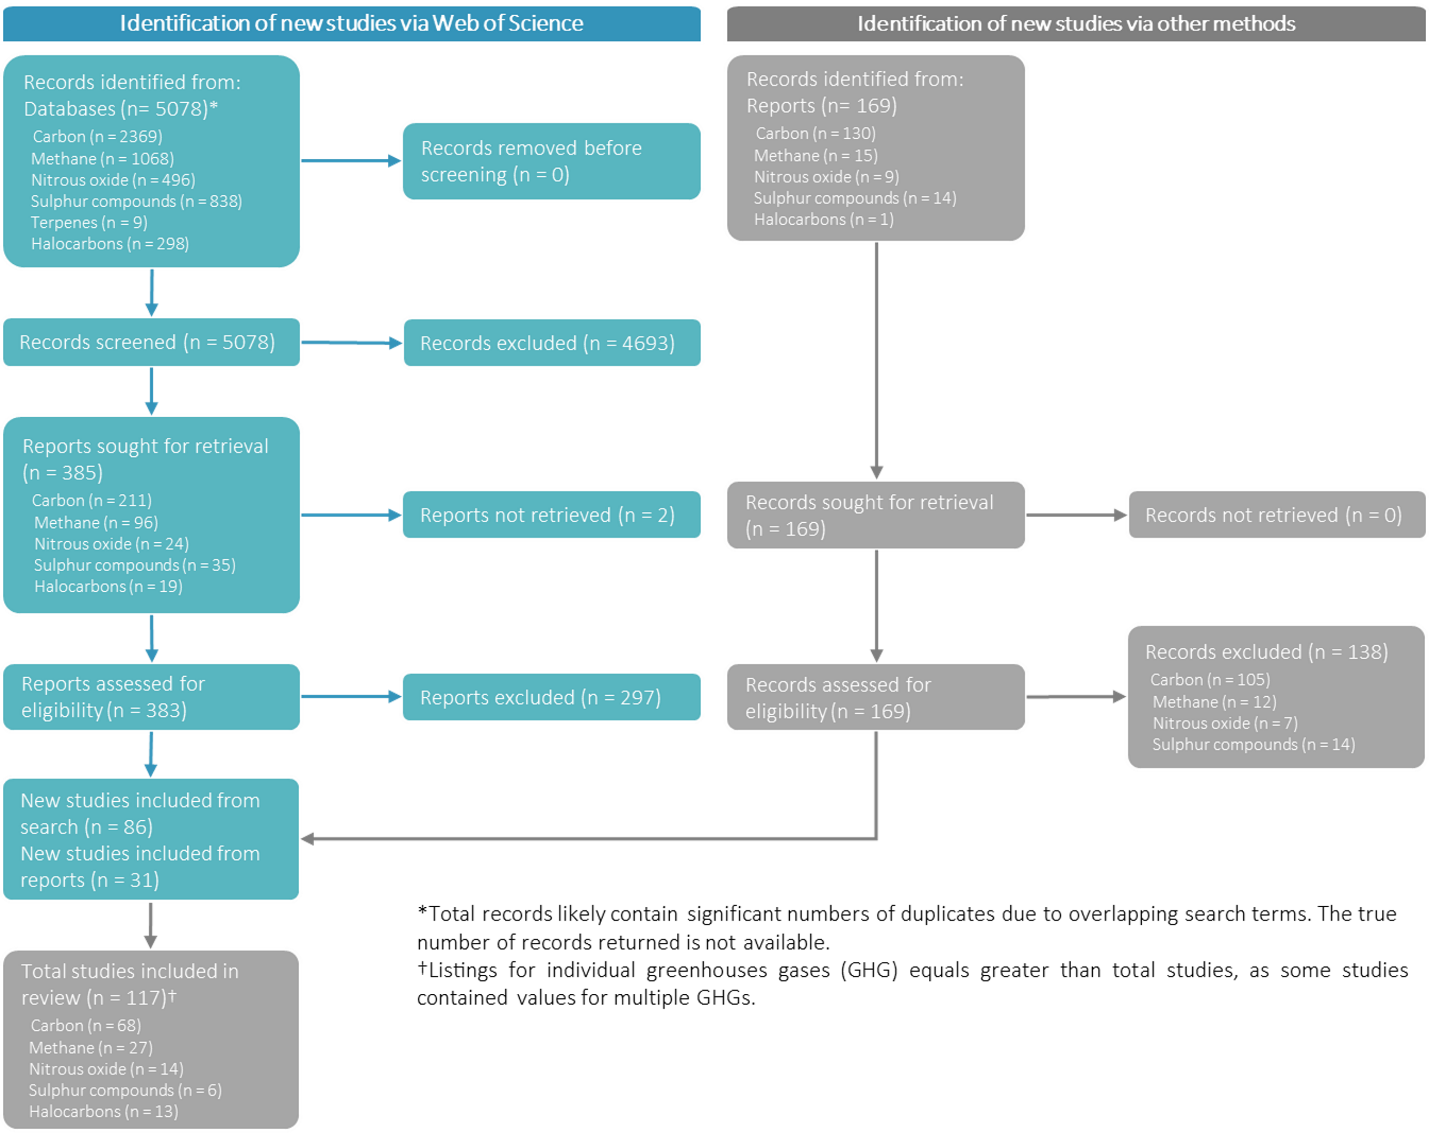 Identification of new studies via Web of Science
Records identified from:
Databases (n= 5078)*
Carbon (n = 2369)
Methane (n = 1068)
Nitrous oxide (n = 496)
Sulphur compounds (n = 838)
Terpenes (n = 9)
Halocarbons (n = 298)
Records removed before
screening (n = 0)
Records screened (n = 5078)
Records excluded (n = 4693)
Reports sought for retrieval
(n = 385)
Carbon (n = 211)
Methane (n = 96)
Nitrous oxide (n = 24)
Sulphur compounds (n = 35)
Halocarbons (n = 19)
Reports not retrieved (n = 2)
Reports assessed for
eligibility (n = 383)
Reports excluded (n = 297)
New studies included from
search (n = 86)
New studies included from
reports (n = 31)
Total studies included in
review (n = 117)†
Carbon (n = 68)
Methane (n = 27)
Nitrous oxide (n = 14)
Sulphur compounds (n = 6)
Halocarbons (n = 13)
Identification of new studies via other methods
Records identified from:
Reports (n= 169)
Carbon (n = 130)
Methane (n = 15)
Nitrous oxide (n = 9)
Sulphur compounds (n = 14)
Halocarbons (n = 1)
Records sought for retrieval
(n = 169)
Records not retrieved (n = 0)
Records assessed for
eligibility (n = 169)
Records excluded (n = 138)
Carbon (n = 105)
Methane (n = 12)
Nitrous oxide (n = 7)
Sulphur compounds (n = 14)
*Total records likely contain significant numbers of duplicates due to overlapping search terms. The true
number of records returned is not available.
†Listings for individual greenhouses gases (GHG) equals greater than total studies, as some studies
contained values for multiple GHGs.